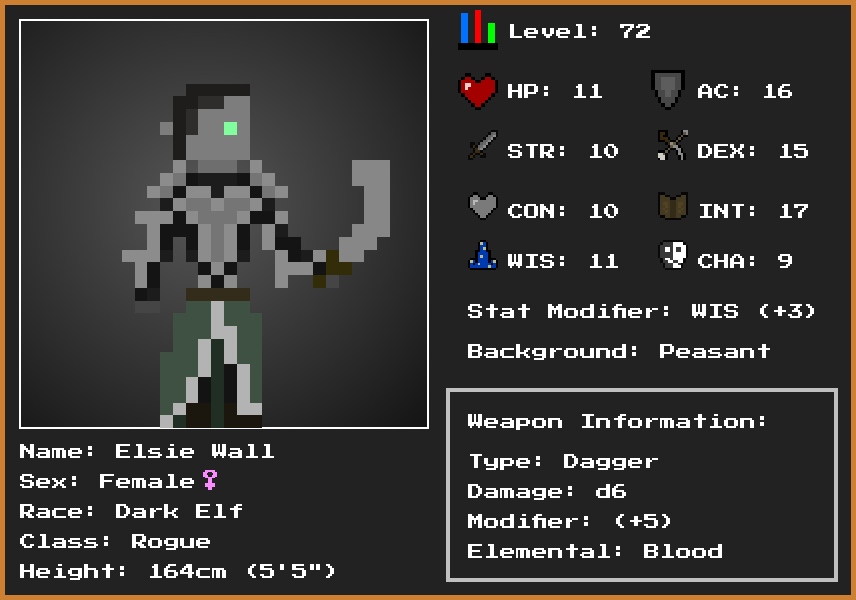 Level: 72
HP: 11 AC: 16
STR: 10 DEX: 15
CON: 10 INT: 17
WIS: 11 CHA: 9
Stat Modifier: WIS (+3)
Background: Peasant
Weapon Information:
Type: Dagger
Damage: d6
Modifier: (+5)
Elemental: Blood
Name: Elsie Wall
Sex: Female♀
Race: Dark Elf
Class: Rogue
Height: 164cm (5'5")